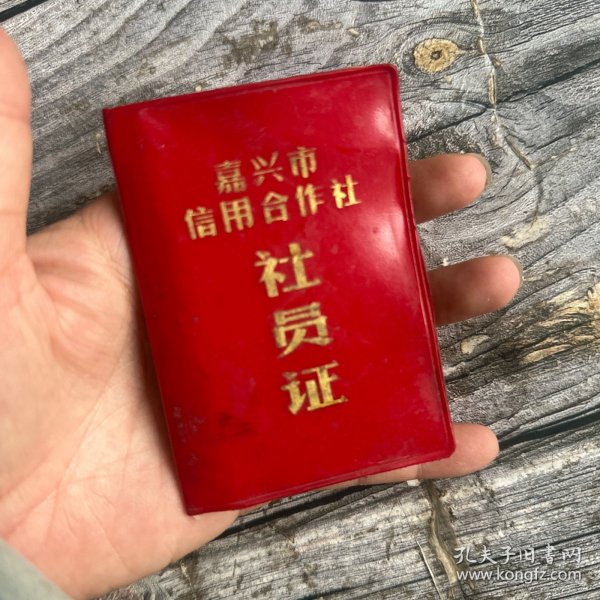 嘉兴市
信用合作社
社
员
证
孔夫子旧书网
www.kongfz.com